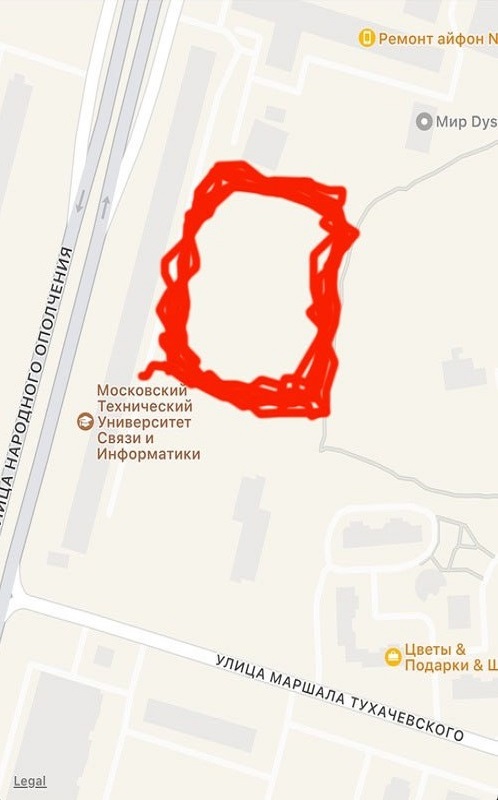 Ремонт айфон N
Мир Dys
УЛИЦА НАРОДНОГО ОПОЛЧЕНИЯ
Московский
Технический
Университет
Связи и
Информатики
Цветы &
Подарки & Ш
УЛИЦА МАРШАЛА ТУХАЧЕВСКОГО
Legal